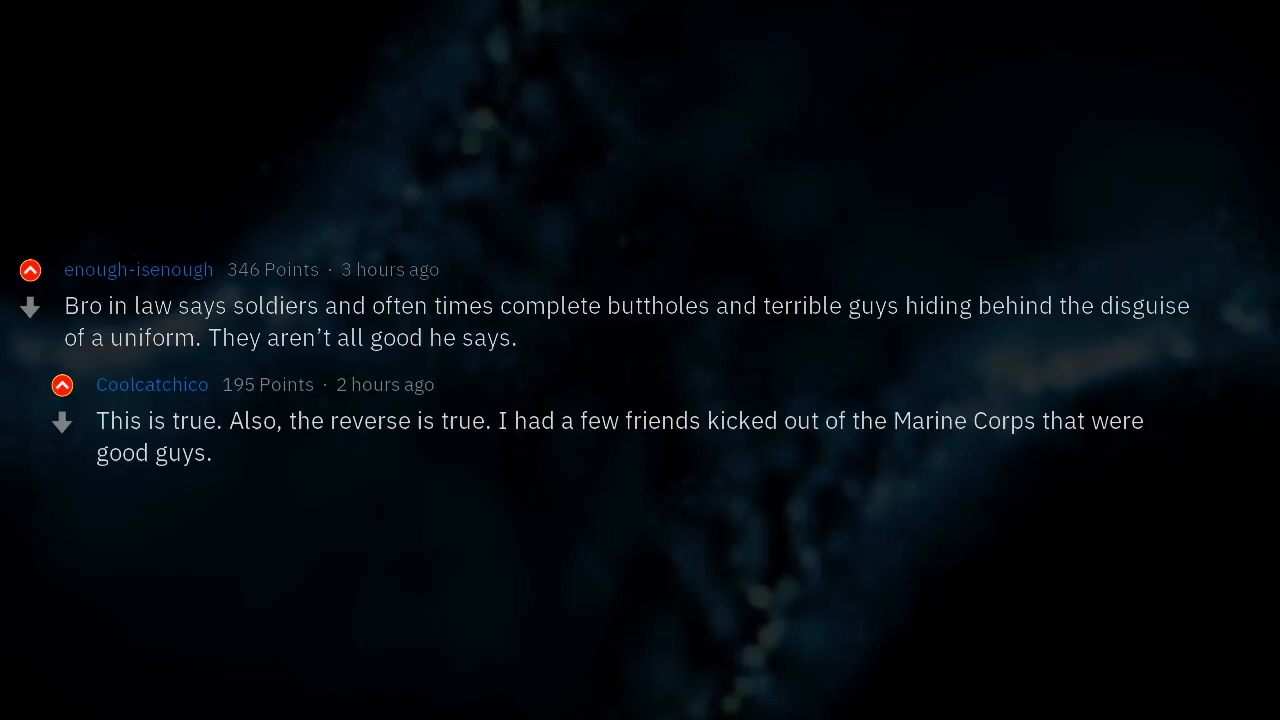 enough-isenough 346 Points · 3 hours ago
Bro in law says soldiers and often times complete buttholes and terrible guys hiding behind the disguise
of a uniform. They aren’t all good he says.
Coolcatchico 195 Points · 2 hours ago
This is true. Also, the reverse is true. I had a few friends kicked out of the Marine Corps that were
good guys.